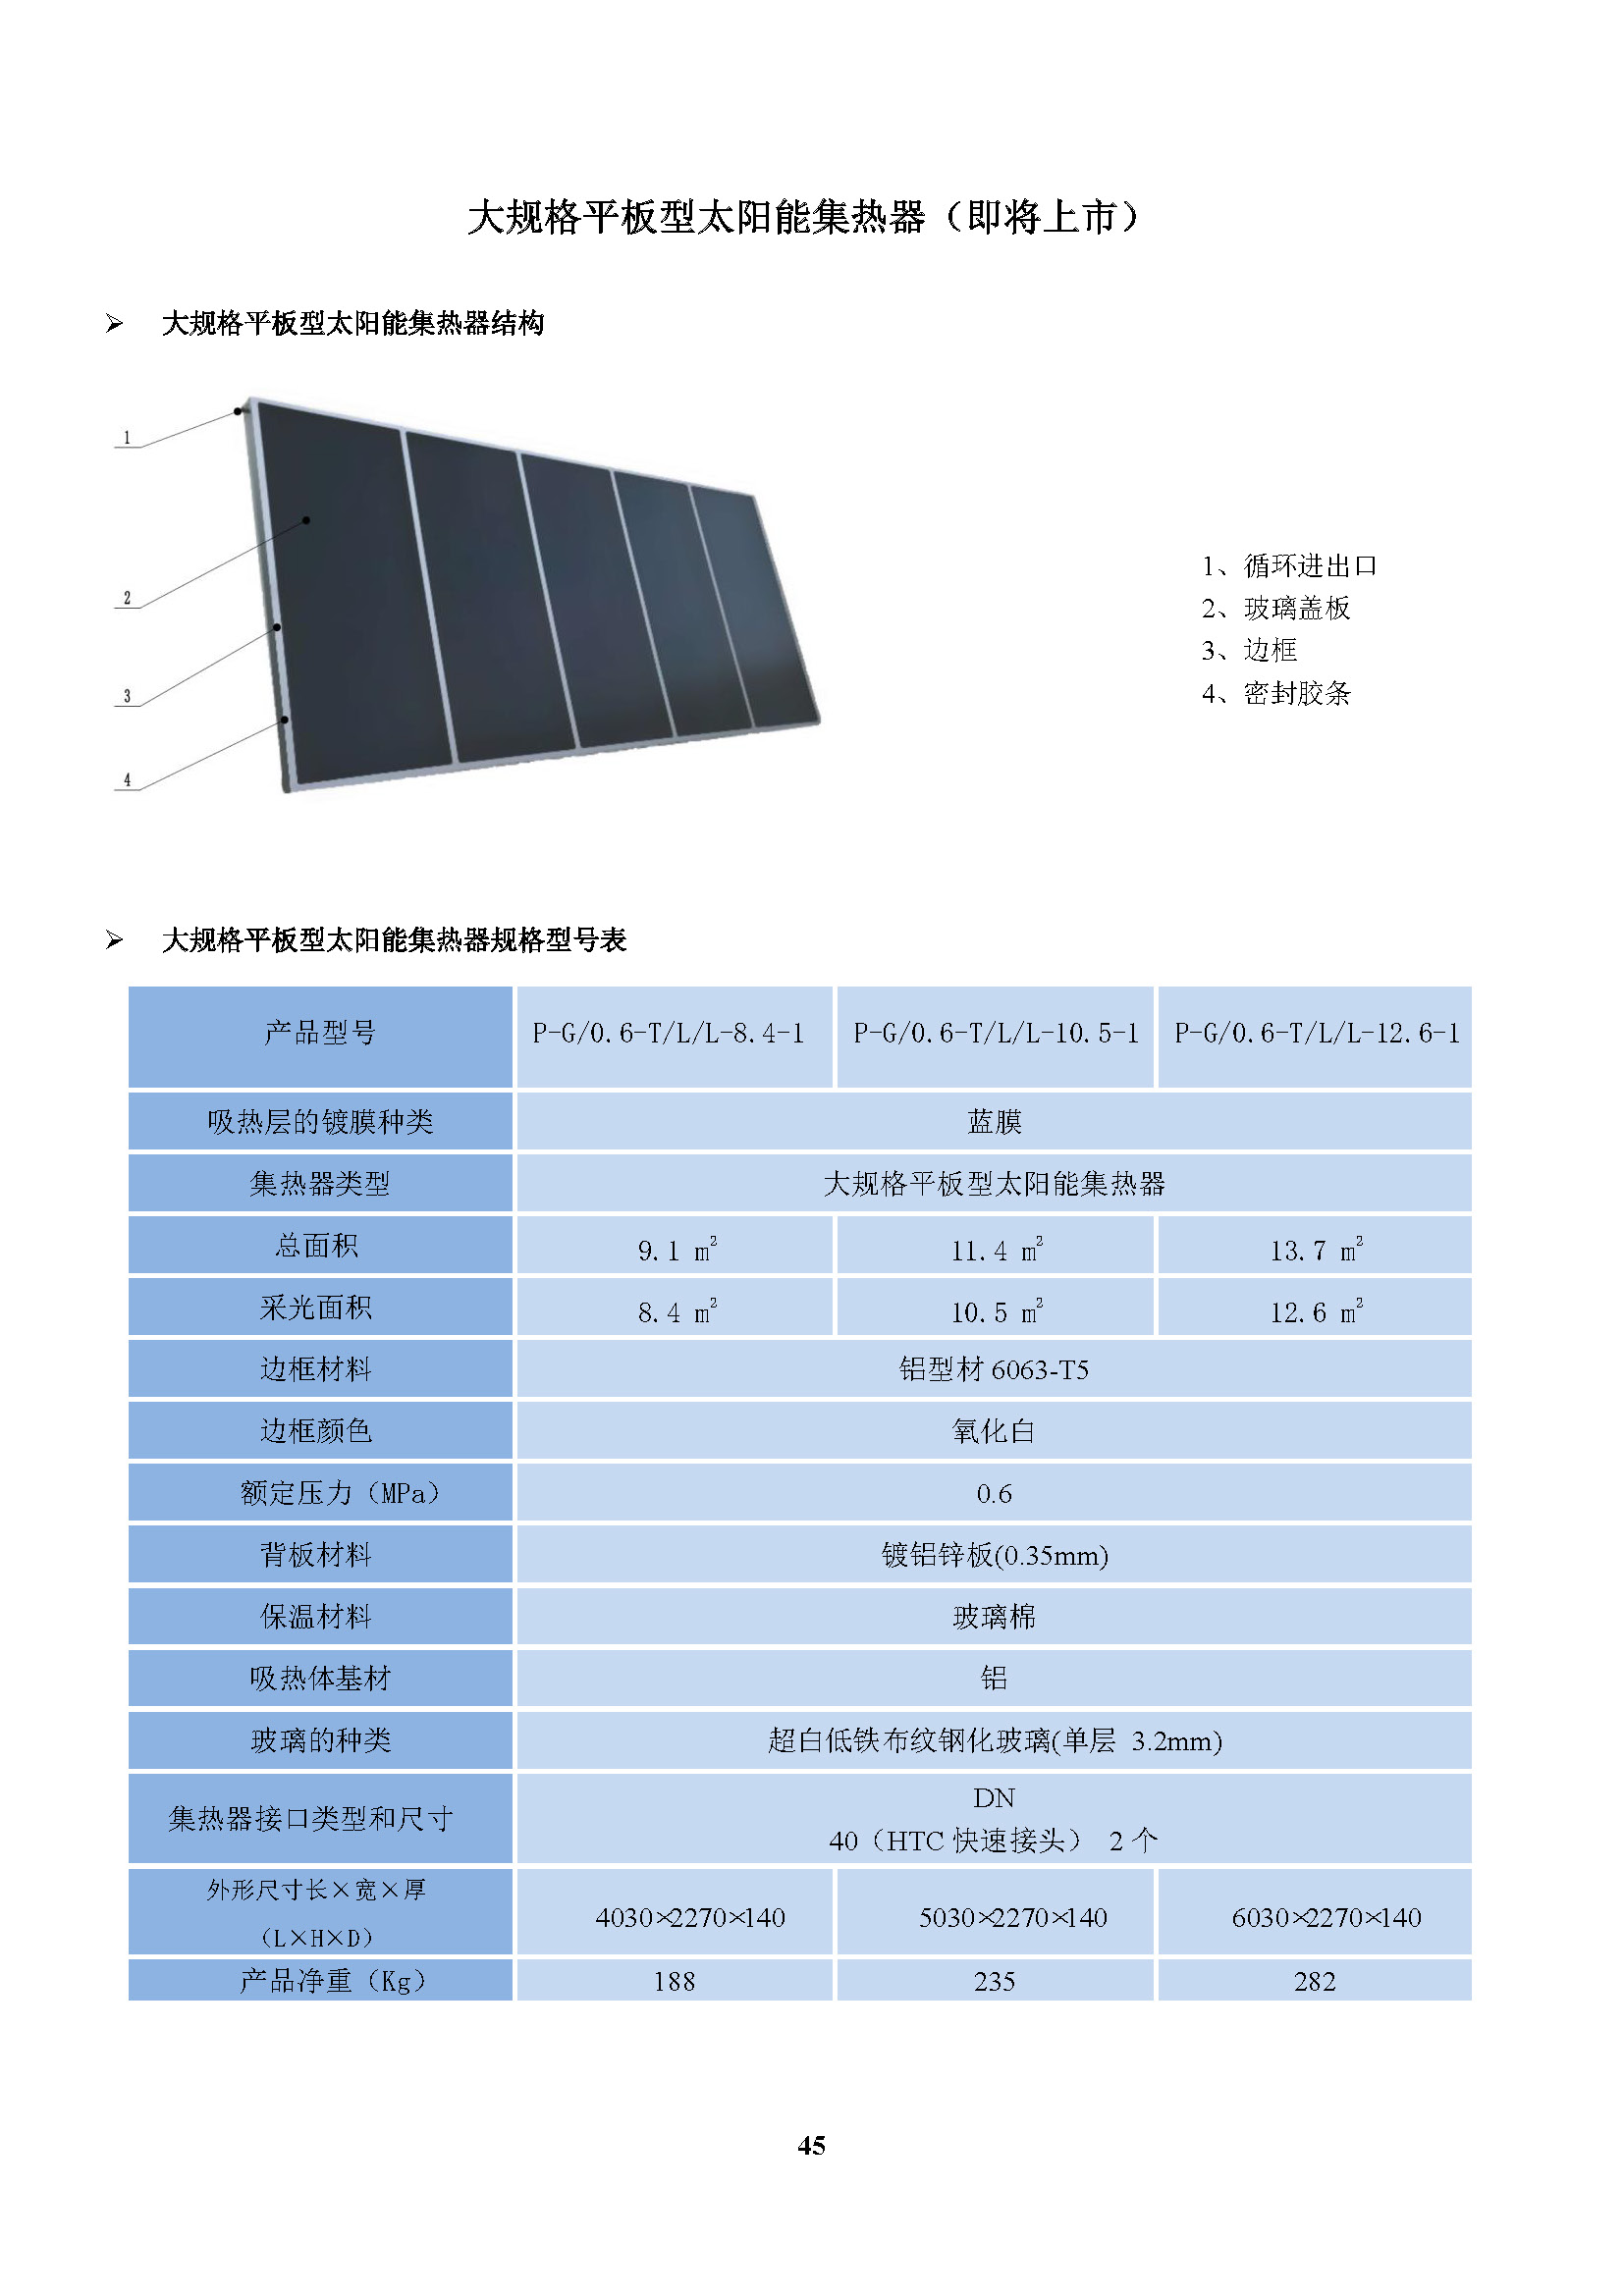 大规格平板型太阳能集热器（即将上市）
➢ 大规格平板型太阳能集热器结构
1
2
3
4
1、循环进出口
2、玻璃盖板
3、边框
4、密封胶条
➢ 大规格平板型太阳能集热器规格型号表
产品型号 P-G/0.6-T/L/L-8.4-1 P-G/0.6-T/L/L-10.5-1 P-G/0.6-T/L/L-12.6-1
吸热层的镀膜种类 蓝膜
集热器类型 大规格平板型太阳能集热器
总面积 9.1 m² 11.4 m² 13.7 m²
采光面积 8.4 m² 10.5 m² 12.6 m²
边框材料 铝型材 6063-T5
边框颜色 氧化白
额定压力（MPa） 0.6
背板材料 镀铝锌板(0.35mm)
保温材料 玻璃棉
吸热体基材 铝
玻璃的种类 超白低铁布纹钢化玻璃(单层 3.2mm)
集热器接口类型和尺寸 DN
40（HTC 快速接头） 2 个
外形尺寸长×宽×厚
（L×H×D） 4030×2270×140 5030×2270×140 6030×2270×140
产品净重（Kg） 188 235 282
45